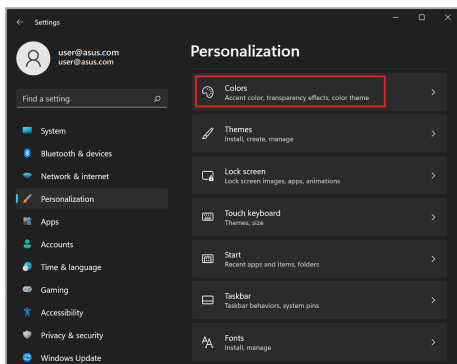 Settings
user@asus.com
user@asus.com
Find a setting
System
Bluetooth & devices
Network & internet
Personalization
Apps
Accounts
Time & language
Gaming
Accessibility
Privacy & security
Windows Update
Personalization
Colors
Accent color, transparency effects, color theme
Themes
Install, create, manage
Lock screen
Lock screen images, apps, animations
Touch keyboard
Themes, size
Start
Recent apps and items, folders
Taskbar
Taskbar behaviors, system pins
Fonts
Install, manage